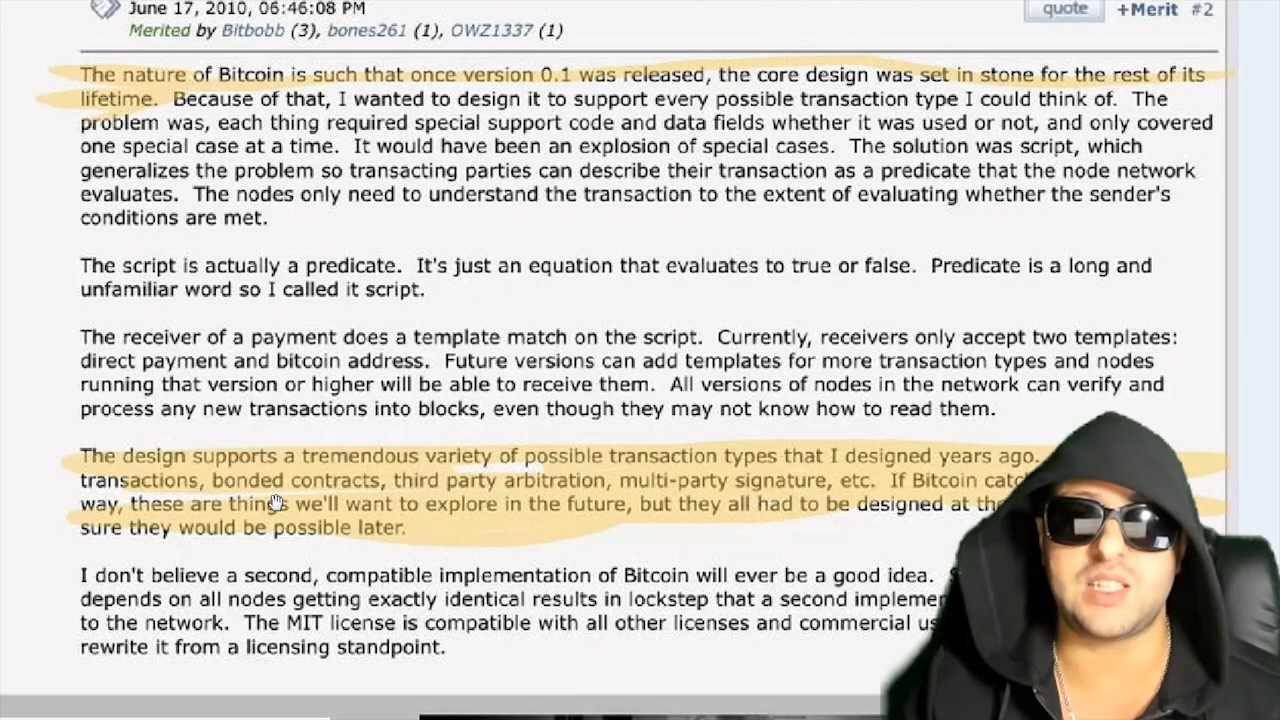 June 17, 2010, 06:46:08 PM
quote +Merit #2
Merited by Bitbobb (3), bones261 (1), OWZ1337 (1)
The nature of Bitcoin is such that once version 0.1 was released, the core design was set in stone for the rest of its
lifetime.  Because of that, I wanted to design it to support every possible transaction type I could think of.  The
problem was, each thing required special support code and data fields whether it was used or not, and only covered
one special case at a time.  It would have been an explosion of special cases.  The solution was script, which
generalizes the problem so transacting parties can describe their transaction as a predicate that the node network
evaluates.  The nodes only need to understand the transaction to the extent of evaluating whether the sender's
conditions are met.
The script is actually a predicate.  It's just an equation that evaluates to true or false.  Predicate is a long and
unfamiliar word so I called it script.
The receiver of a payment does a template match on the script.  Currently, receivers only accept two templates:
direct payment and bitcoin address.  Future versions can add templates for more transaction types and nodes
running that version or higher will be able to receive them.  All versions of nodes in the network can verify and
process any new transactions into blocks, even though they may not know how to read them.
The design supports a tremendous variety of possible transaction types that I designed years ago.
transactions, bonded contracts, third party arbitration, multi-party signature, etc.  If Bitcoin
way, these are things we'll want to explore in the future, but they all had to be designed at
sure they would be possible later.
I don't believe a second, compatible implementation of Bitcoin will ever be a good idea.
depends on all nodes getting exactly identical results in lockstep that a second
to the network.  The MIT license is compatible with all other licenses and commercial
rewrite it from a licensing standpoint.